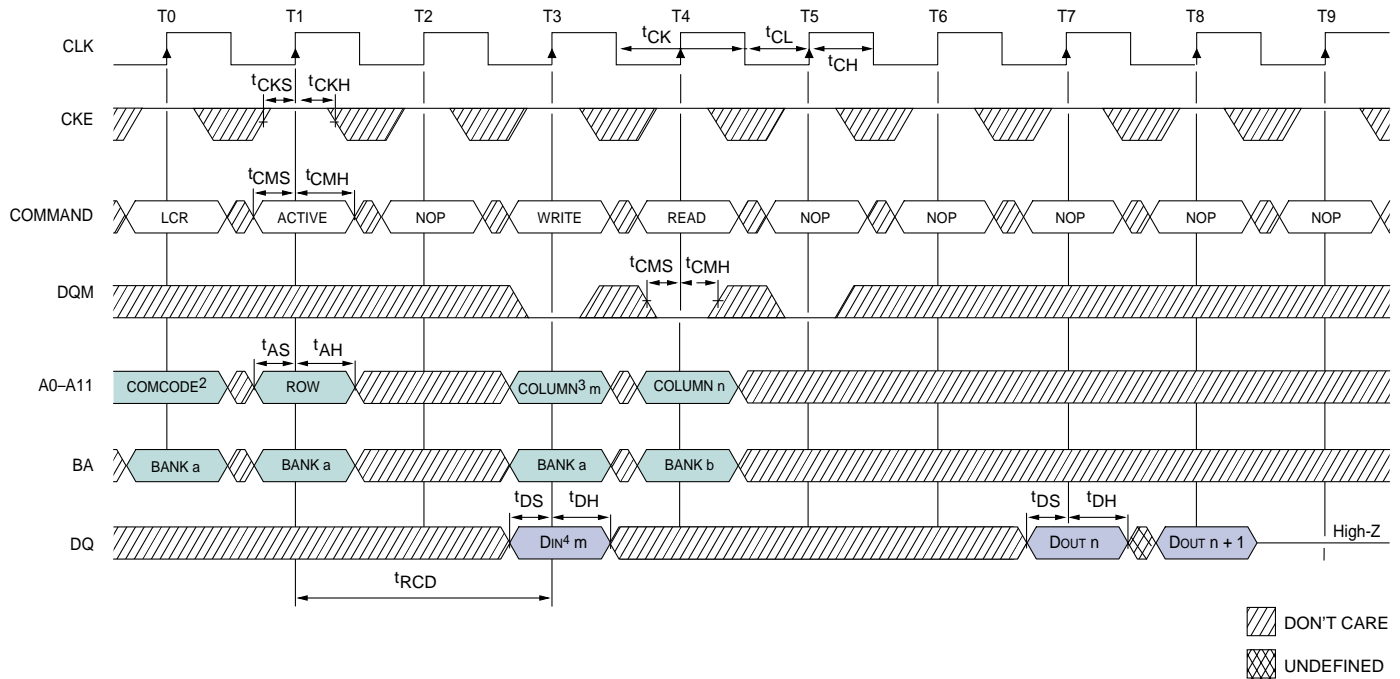 T0 T1 T2 T3 T4 T5 T6 T7 T8 T9
CLK tCK tCL
tCH
tCKS tCKH
CKE
tCMS tCMH
COMMAND LCR ACTIVE NOP WRITE READ NOP NOP NOP NOP NOP
tCMS tCMH
DQM
tAS tAH
A0–A11 COMCODE² ROW COLUMN³ m COLUMN n
BA BANK a BANK a BANK a BANK b
tDS tDH tDS tDH
DQ DIN⁴ m DOUT n DOUT n + 1 High-Z
tRCD
DON'T CARE
UNDEFINED